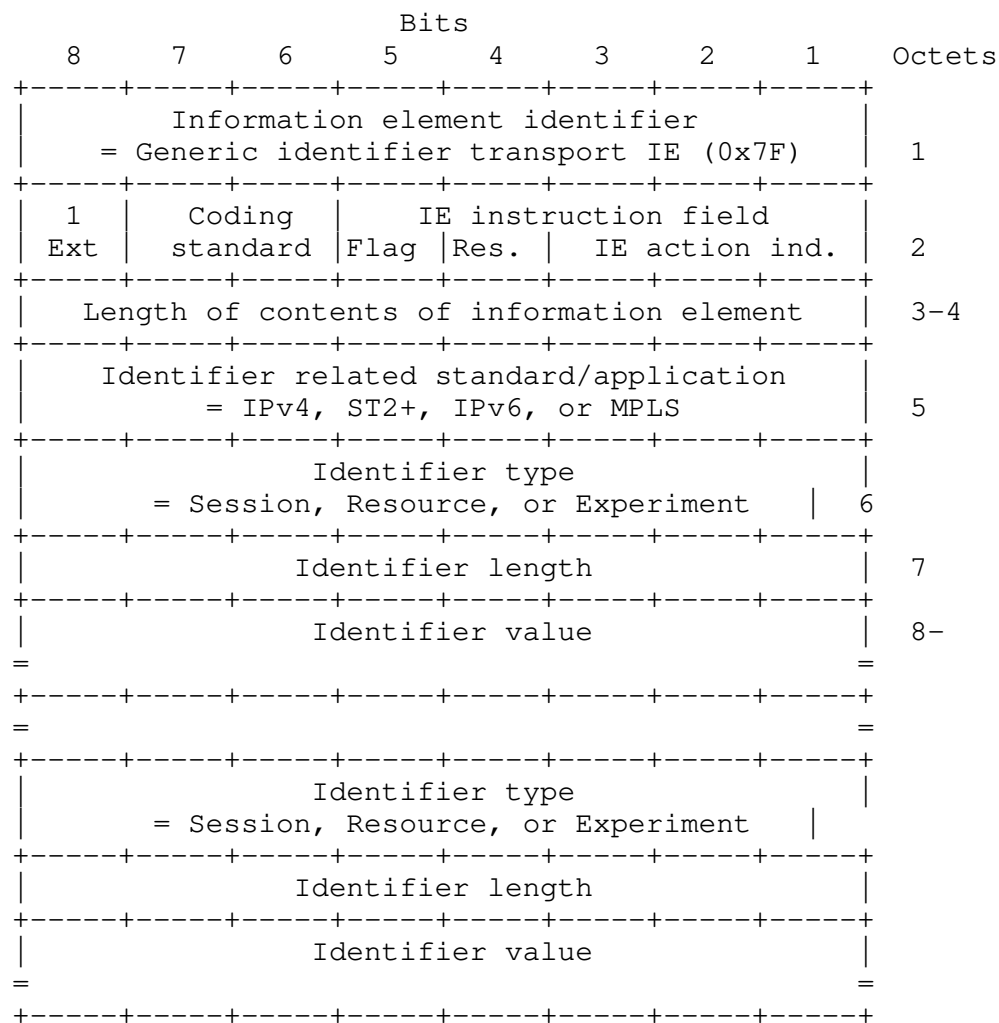 Bits
8 7 6 5 4 3 2 1 Octets
+-----+-----+-----+-----+-----+-----+-----+-----+
| Information element identifier |
| = Generic identifier transport IE (0x7F) | 1
+-----+-----+-----+-----+-----+-----+-----+-----+
| 1 | Coding | IE instruction field |
| Ext | standard |Flag |Res. | IE action ind. | 2
+-----+-----+-----+-----+-----+-----+-----+-----+
| Length of contents of information element | 3-4
+-----+-----+-----+-----+-----+-----+-----+-----+
| Identifier related standard/application |
| = IPv4, ST2+, IPv6, or MPLS | 5
+-----+-----+-----+-----+-----+-----+-----+-----+
| Identifier type |
| = Session, Resource, or Experiment | 6
+-----+-----+-----+-----+-----+-----+-----+-----+
| Identifier length | 7
+-----+-----+-----+-----+-----+-----+-----+-----+
| Identifier value | 8-
= =
+-----+-----+-----+-----+-----+-----+-----+-----+
= =
+-----+-----+-----+-----+-----+-----+-----+-----+
| Identifier type |
| = Session, Resource, or Experiment |
+-----+-----+-----+-----+-----+-----+-----+-----+
| Identifier length |
+-----+-----+-----+-----+-----+-----+-----+-----+
| Identifier value |
= =
+-----+-----+-----+-----+-----+-----+-----+-----+